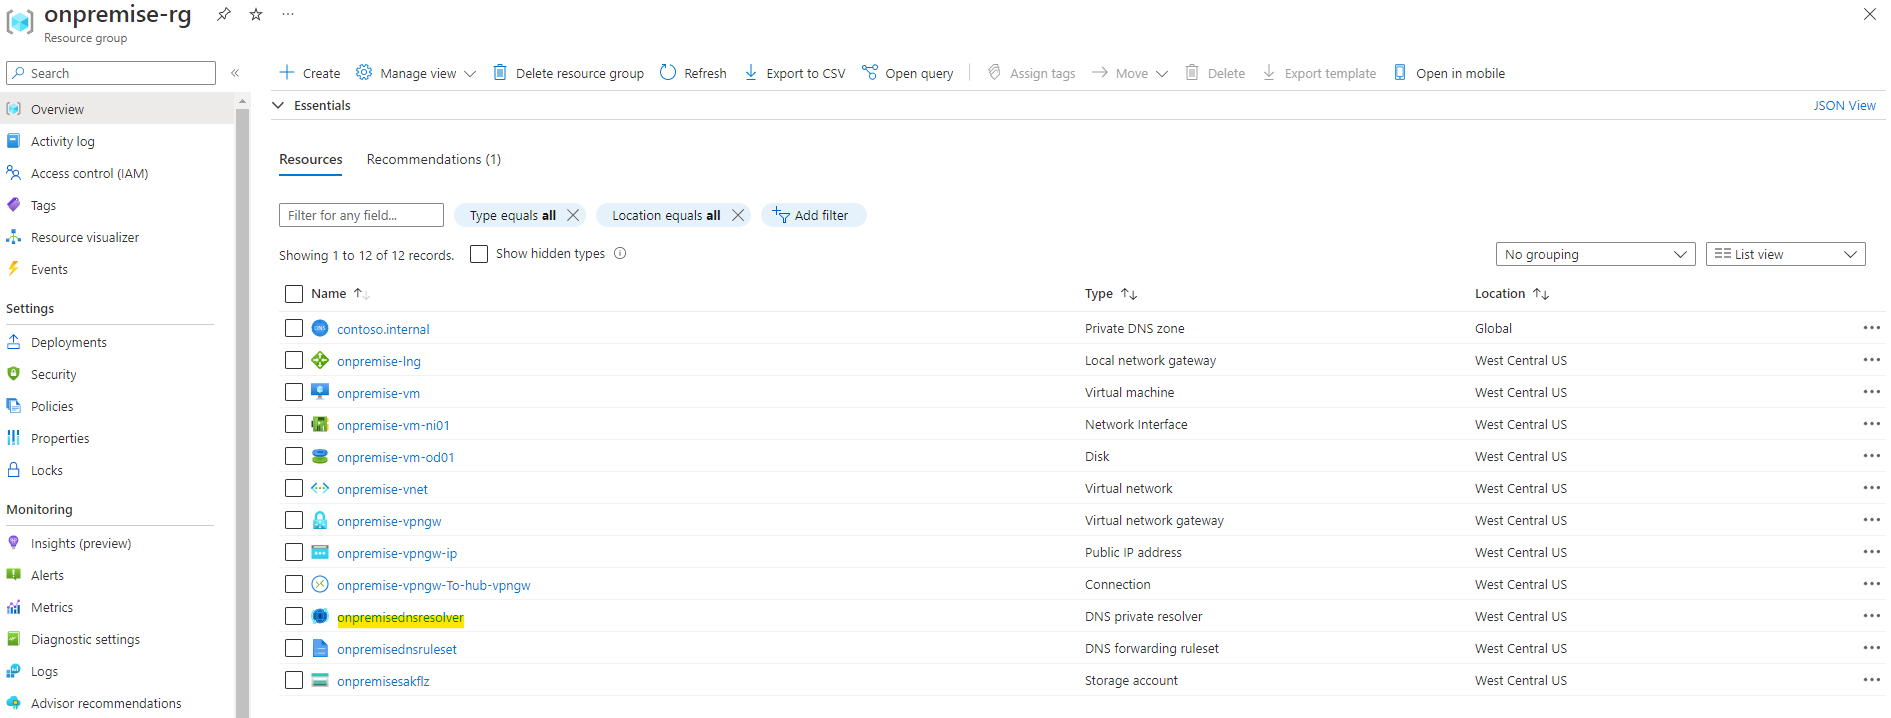 onpremise-rg
Resource group
Search
Create
Manage view
Delete resource group
Refresh
Export to CSV
Open query
Assign tags
Move
Delete
Export template
Open in mobile
Overview
Activity log
Access control (IAM)
Tags
Resource visualizer
Events
Settings
Deployments
Security
Policies
Properties
Locks
Monitoring
Insights (preview)
Alerts
Metrics
Diagnostic settings
Logs
Advisor recommendations
Essentials
JSON View
Resources
Recommendations (1)
Filter for any field...
Type equals all
Location equals all
Add filter
Showing 1 to 12 of 12 records.
Show hidden types
No grouping
List view
Name Type Location
contoso.internal Private DNS zone Global
onpremise-lng Local network gateway West Central US
onpremise-vm Virtual machine West Central US
onpremise-vm-ni01 Network Interface West Central US
onpremise-vm-od01 Disk West Central US
onpremise-vnet Virtual network West Central US
onpremise-vpngw Virtual network gateway West Central US
onpremise-vpngw-ip Public IP address West Central US
onpremise-vpngw-To-hub-vpngw Connection West Central US
onpremisednsresolver DNS private resolver West Central US
onpremisednsruleset DNS forwarding ruleset West Central US
onpremisesakflz Storage account West Central US